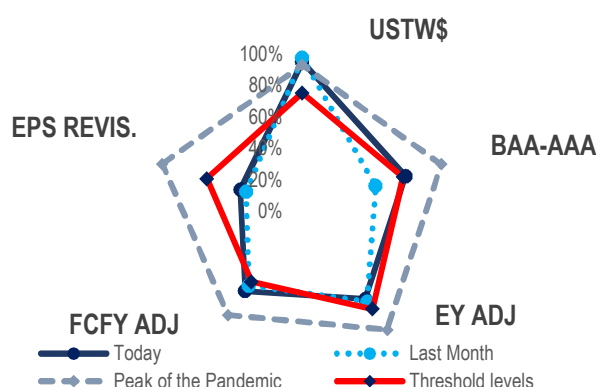 USTW$
100%
80%
60%
40%
20%
0%
EPS REVIS.
BAA-AAA
FCFY ADJ
EY ADJ
Today
Last Month
Peak of the Pandemic
Threshold levels